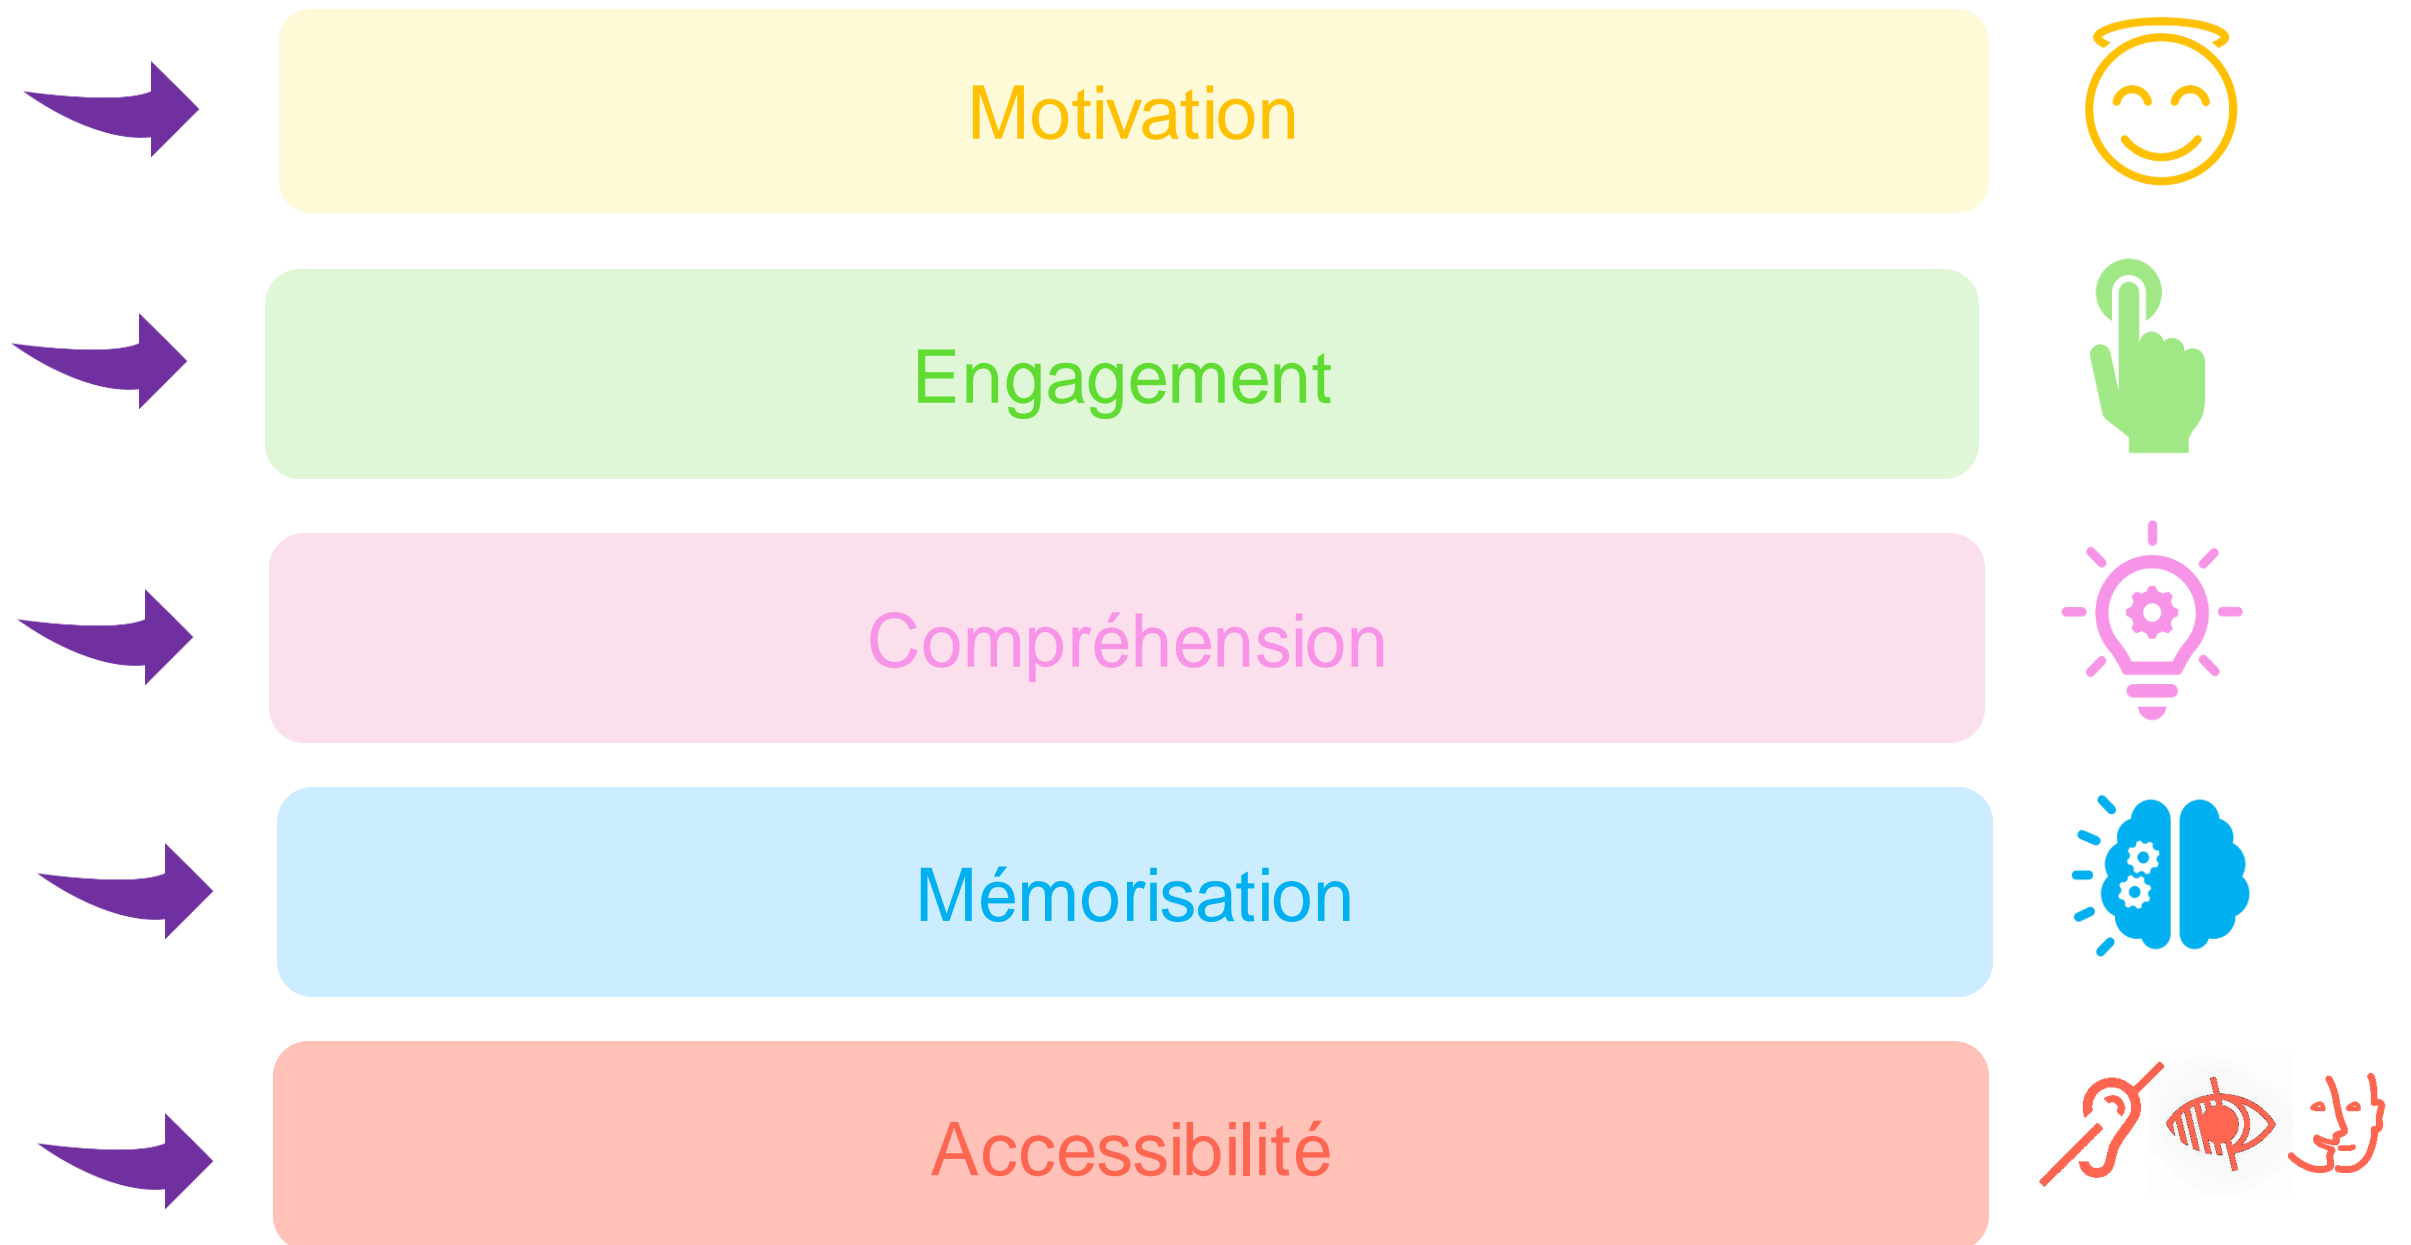 Motivation
Engagement
Compréhension
Mémorisation
Accessibilité